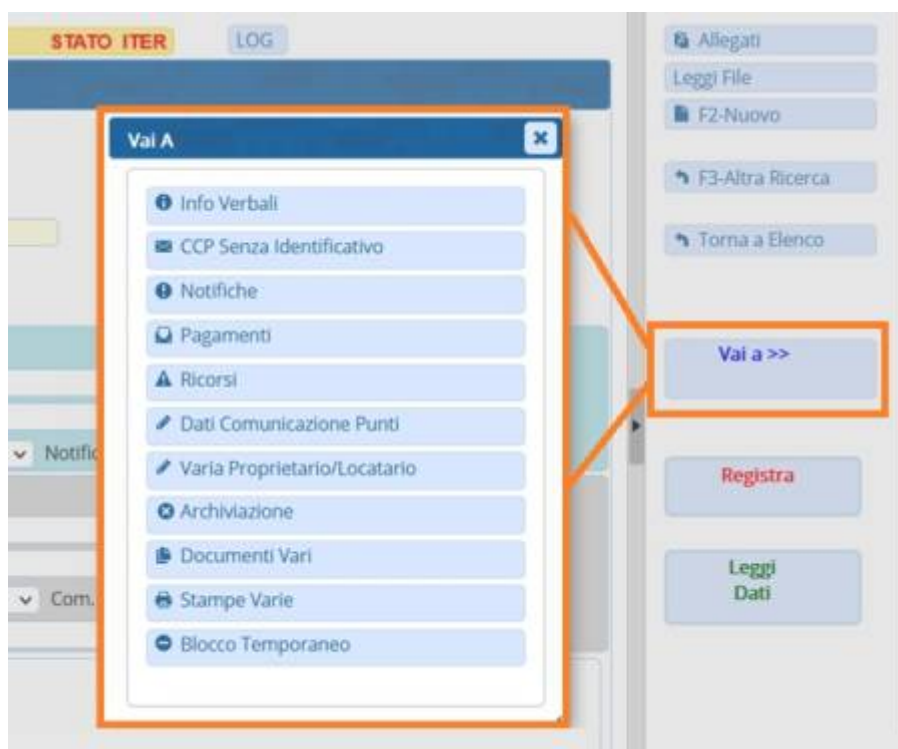 STATO ITER
LOG
Allegati
Leggi File
F2-Nuovo
F3-Altra Ricerca
Torna a Elenco
Vai a >>
Registra
Leggi
Dati
Vai A
Info Verbali
CCP Senza Identificativo
Notifiche
Pagamenti
Ricorsi
Dati Comunicazione Punti
Varia Proprietario/Locatario
Archiviazione
Documenti Vari
Stampe Varie
Blocco Temporaneo
Notific
Com.